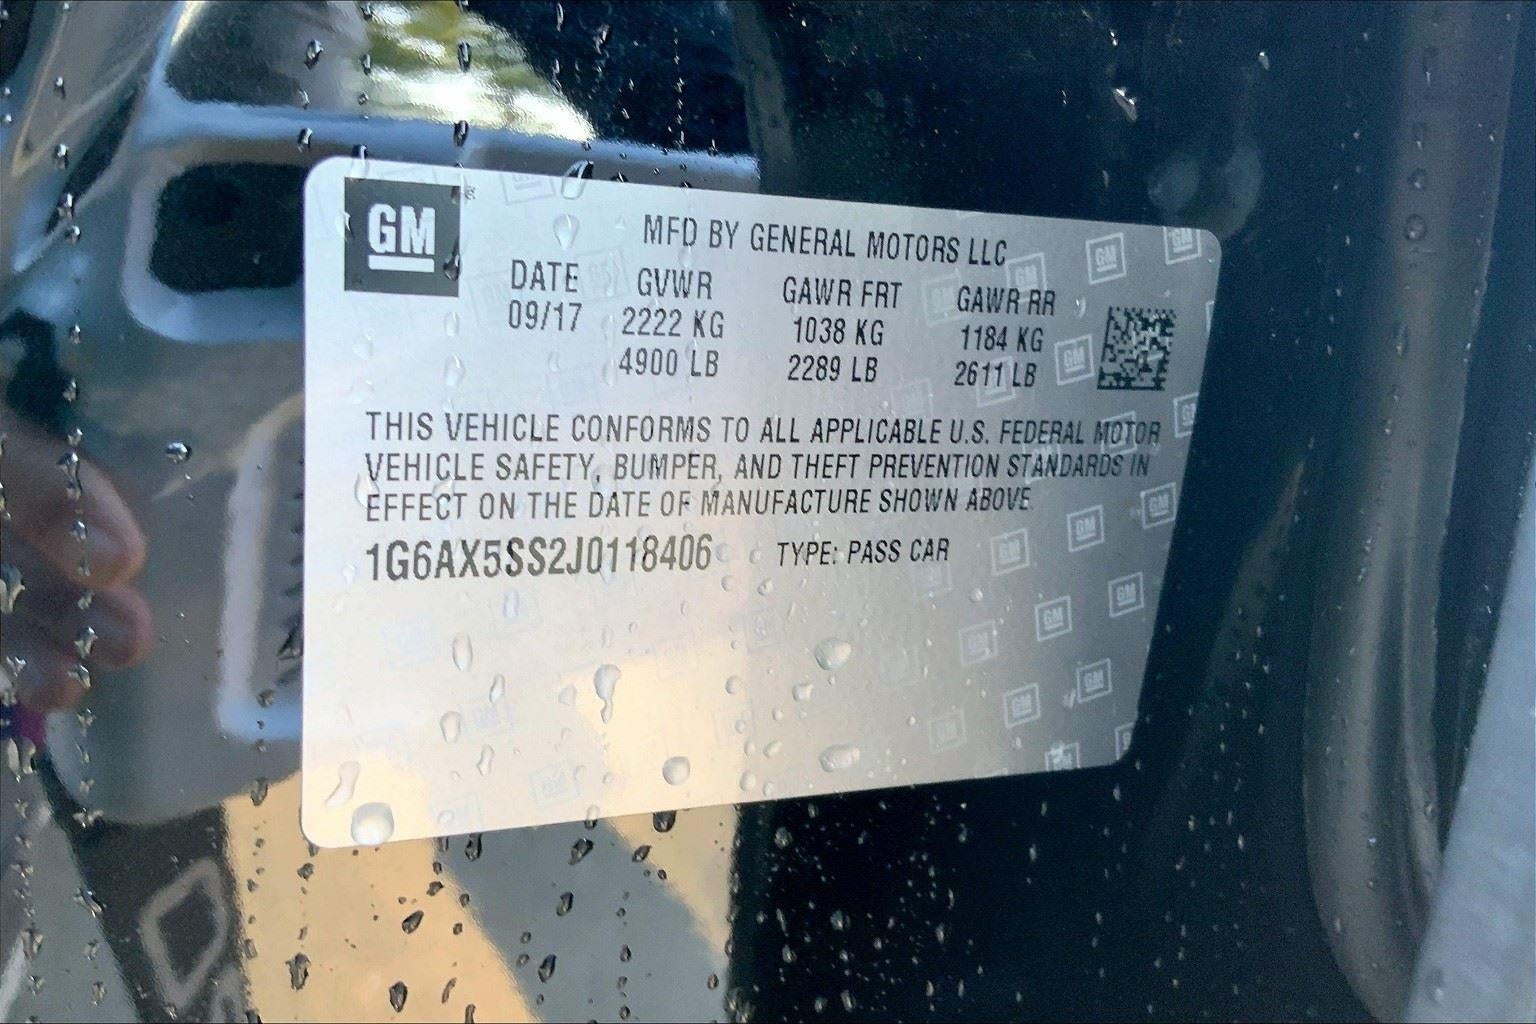 GM
MFD BY GENERAL MOTORS LLC
DATE GVWR GAWR FRT GAWR RR
09/17 2222 KG 1038 KG 1184 KG
4900 LB 2289 LB 2611 LB
THIS VEHICLE CONFORMS TO ALL APPLICABLE U.S. FEDERAL MOTOR
VEHICLE SAFETY, BUMPER, AND THEFT PREVENTION STANDARDS IN
EFFECT ON THE DATE OF MANUFACTURE SHOWN ABOVE.
1G6AX5SS2J0118406 TYPE: PASS CAR